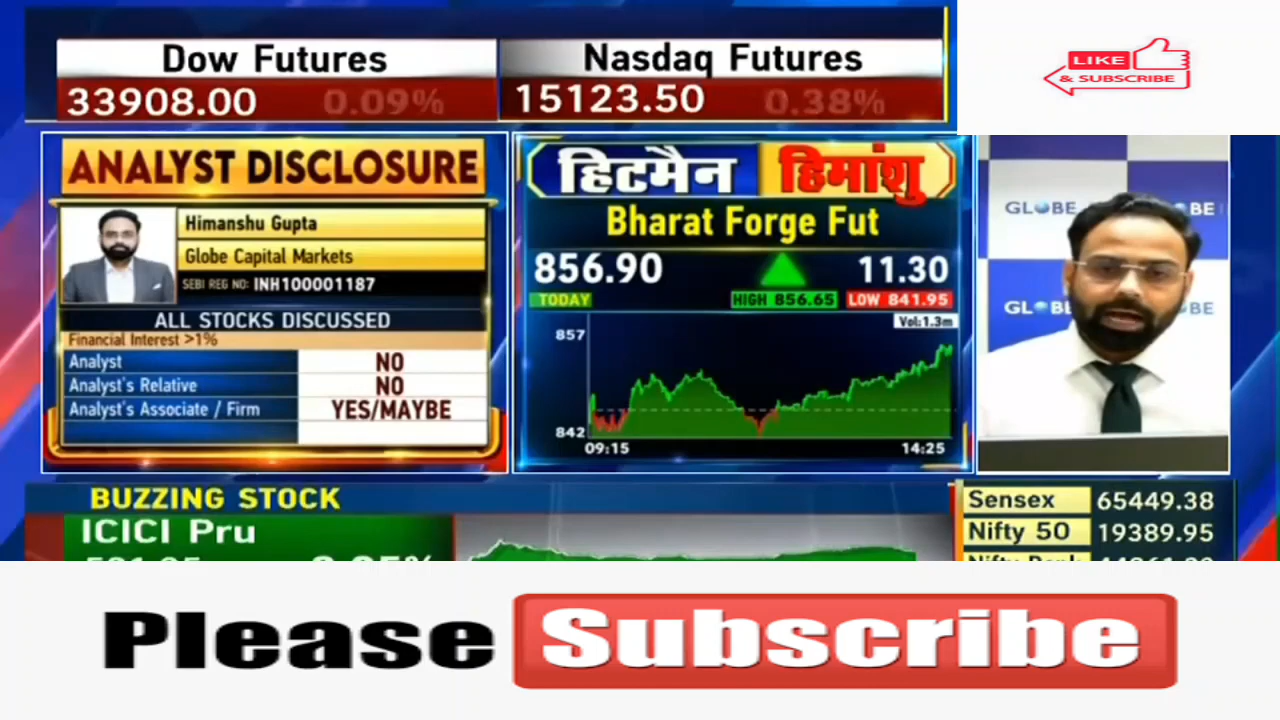 Dow Futures
33908.00 0.09%
Nasdaq Futures
15123.50 0.38%
LIKE
& SUBSCRIBE
ANALYST DISCLOSURE
Himanshu Gupta
Globe Capital Markets
SEBI REG NO: INH100001187
ALL STOCKS DISCUSSED
Financial Interest >1%
Analyst NO
Analyst's Relative NO
Analyst's Associate / Firm YES/MAYBE
हिटमैन हिमांशु
Bharat Forge Fut
856.90 11.30
TODAY HIGH 856.65 LOW 841.95
Vol:1.3m
857
842
09:15 14:25
GLOBE BE
GLOBE BE
BUZZING STOCK
ICICI Pru
Sensex 65449.38
Nifty 50 19389.95
Please Subscribe